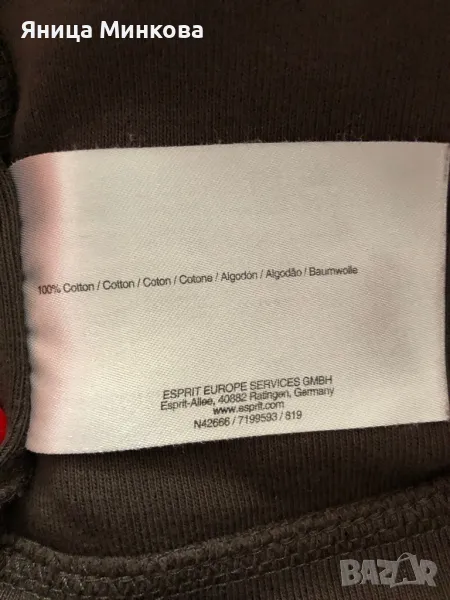 Яница Минкова
100% Cotton / Cotton / Coton / Cotone / Algodón / Algodão / Baumwolle
ESPRIT EUROPE SERVICES GMBH
Esprit-Allee, 40882 Ratingen, Germany
www.esprit.com
N42666 / 7199593 / 819
BAZAR